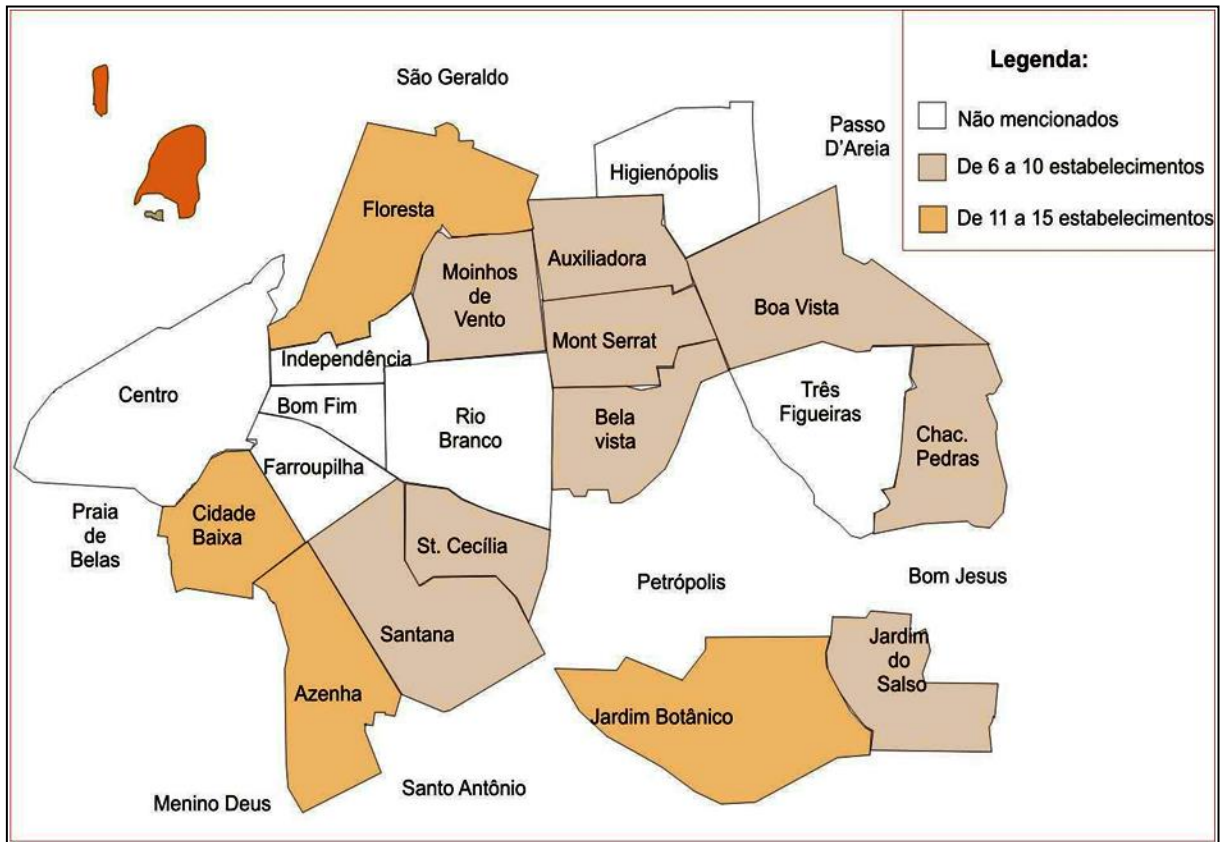 Legenda:
Não mencionados
De 6 a 10 estabelecimentos
De 11 a 15 estabelecimentos
São Geraldo
Passo
D'Areia
Higienópolis
Floresta
Auxiliadora
Moinhos
de
Vento
Boa Vista
Mont Serrat
Independência
Centro
Bom Fim
Rio
Branco
Bela
vista
Três
Figueiras
Chac.
Pedras
Farroupilha
Praia
de
Belas
Cidade
Baixa
St. Cecília
Petrópolis
Bom Jesus
Santana
Jardim
do
Salso
Azenha
Jardim Botânico
Santo Antônio
Menino Deus